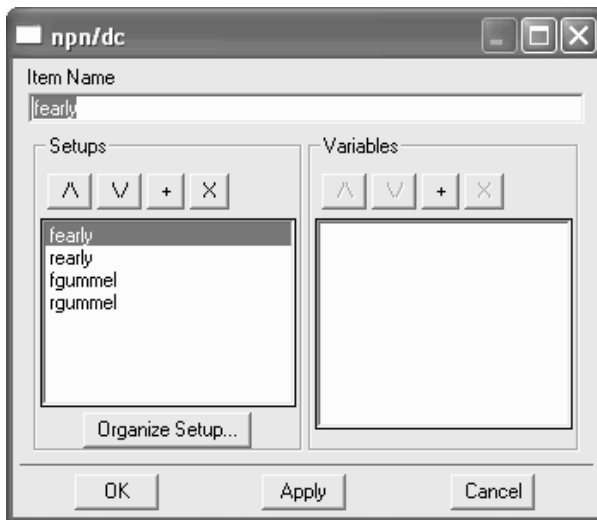 npn/dc
Item Name
fearly
Setups
Variables
/\ \/ + X
/\ \/ + X
fearly
rearly
fgummel
rgummel
Organize Setup...
OK Apply Cancel